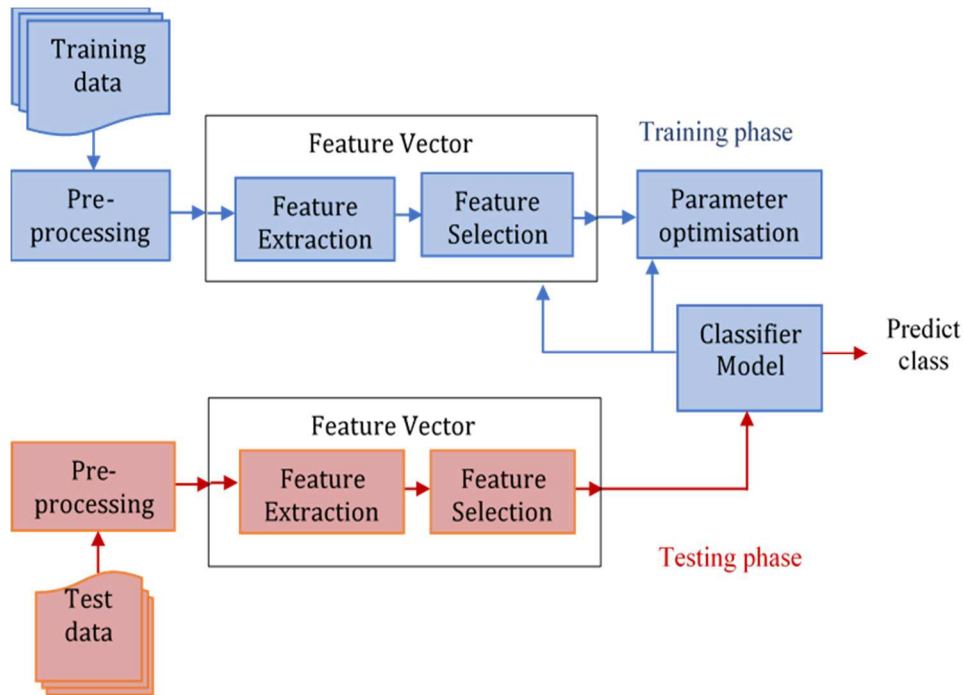 Training
data
Pre-
processing
Feature Vector
Feature
Extraction
Feature
Selection
Training phase
Parameter
optimisation
Classifier
Model
Predict
class
Feature Vector
Pre-
processing
Feature
Extraction
Feature
Selection
Testing phase
Test
data